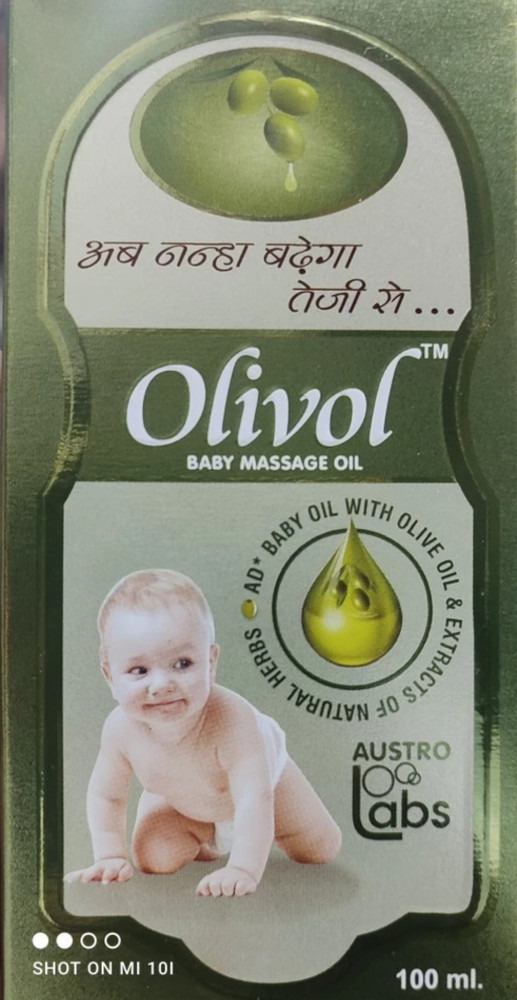 अब नन्हा बढ़ेगा
तेजी से...
Olivol™
BABY MASSAGE OIL
AD* BABY OIL WITH OLIVE OIL & EXTRACTS OF NATURAL HERBS
AUSTRO
Labs
SHOT ON MI 10I
100 ml.